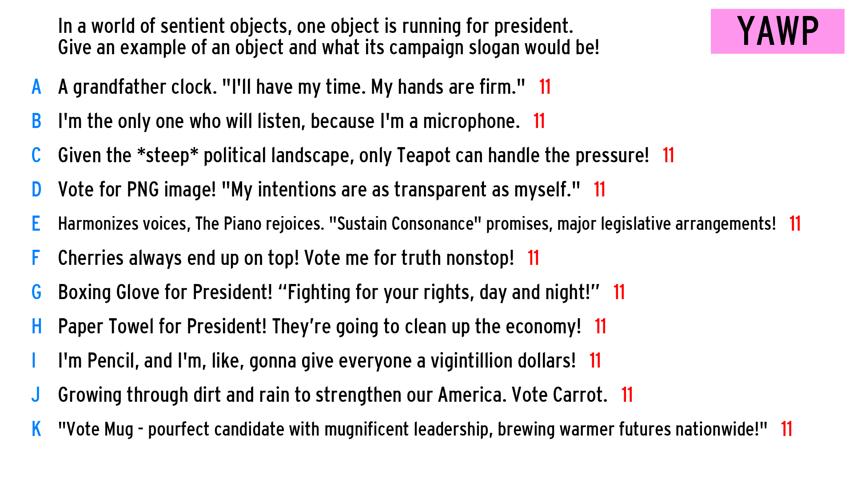 In a world of sentient objects, one object is running for president.
Give an example of an object and what its campaign slogan would be!
YAWP
A A grandfather clock. "I'll have my time. My hands are firm." 11
B I'm the only one who will listen, because I'm a microphone. 11
C Given the *steep* political landscape, only Teapot can handle the pressure! 11
D Vote for PNG image! "My intentions are as transparent as myself." 11
E Harmonizes voices, The Piano rejoices. "Sustain Consonance" promises, major legislative arrangements! 11
F Cherries always end up on top! Vote me for truth nonstop! 11
G Boxing Glove for President! “Fighting for your rights, day and night!” 11
H Paper Towel for President! They’re going to clean up the economy! 11
I I'm Pencil, and I'm, like, gonna give everyone a vigintillion dollars! 11
J Growing through dirt and rain to strengthen our America. Vote Carrot. 11
K "Vote Mug - pourfect candidate with mugnificent leadership, brewing warmer futures nationwide!" 11